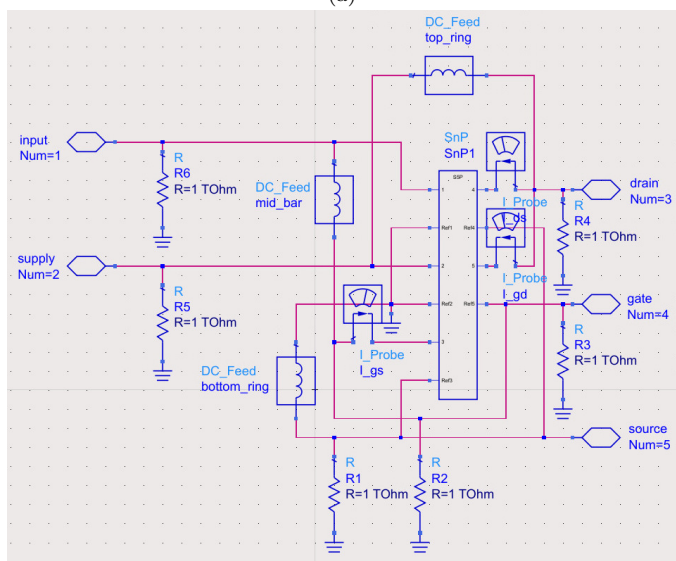 (a)
DC_Feed
top_ring
input
Num=1
R
R6
R=1 TOhm
DC_Feed
mid_bar
SnP
SnP1
SSP
1
4
Ref1
Ref4
2
5
Ref2
Ref5
3
Ref3
I_Probe
I_ds
drain
Num=3
R
R4
R=1 TOhm
supply
Num=2
R
R5
R=1 TOhm
I_Probe
I_gd
gate
Num=4
I_Probe
I_gs
R
R3
R=1 TOhm
DC_Feed
bottom_ring
source
Num=5
R
R1
R=1 TOhm
R
R2
R=1 TOhm